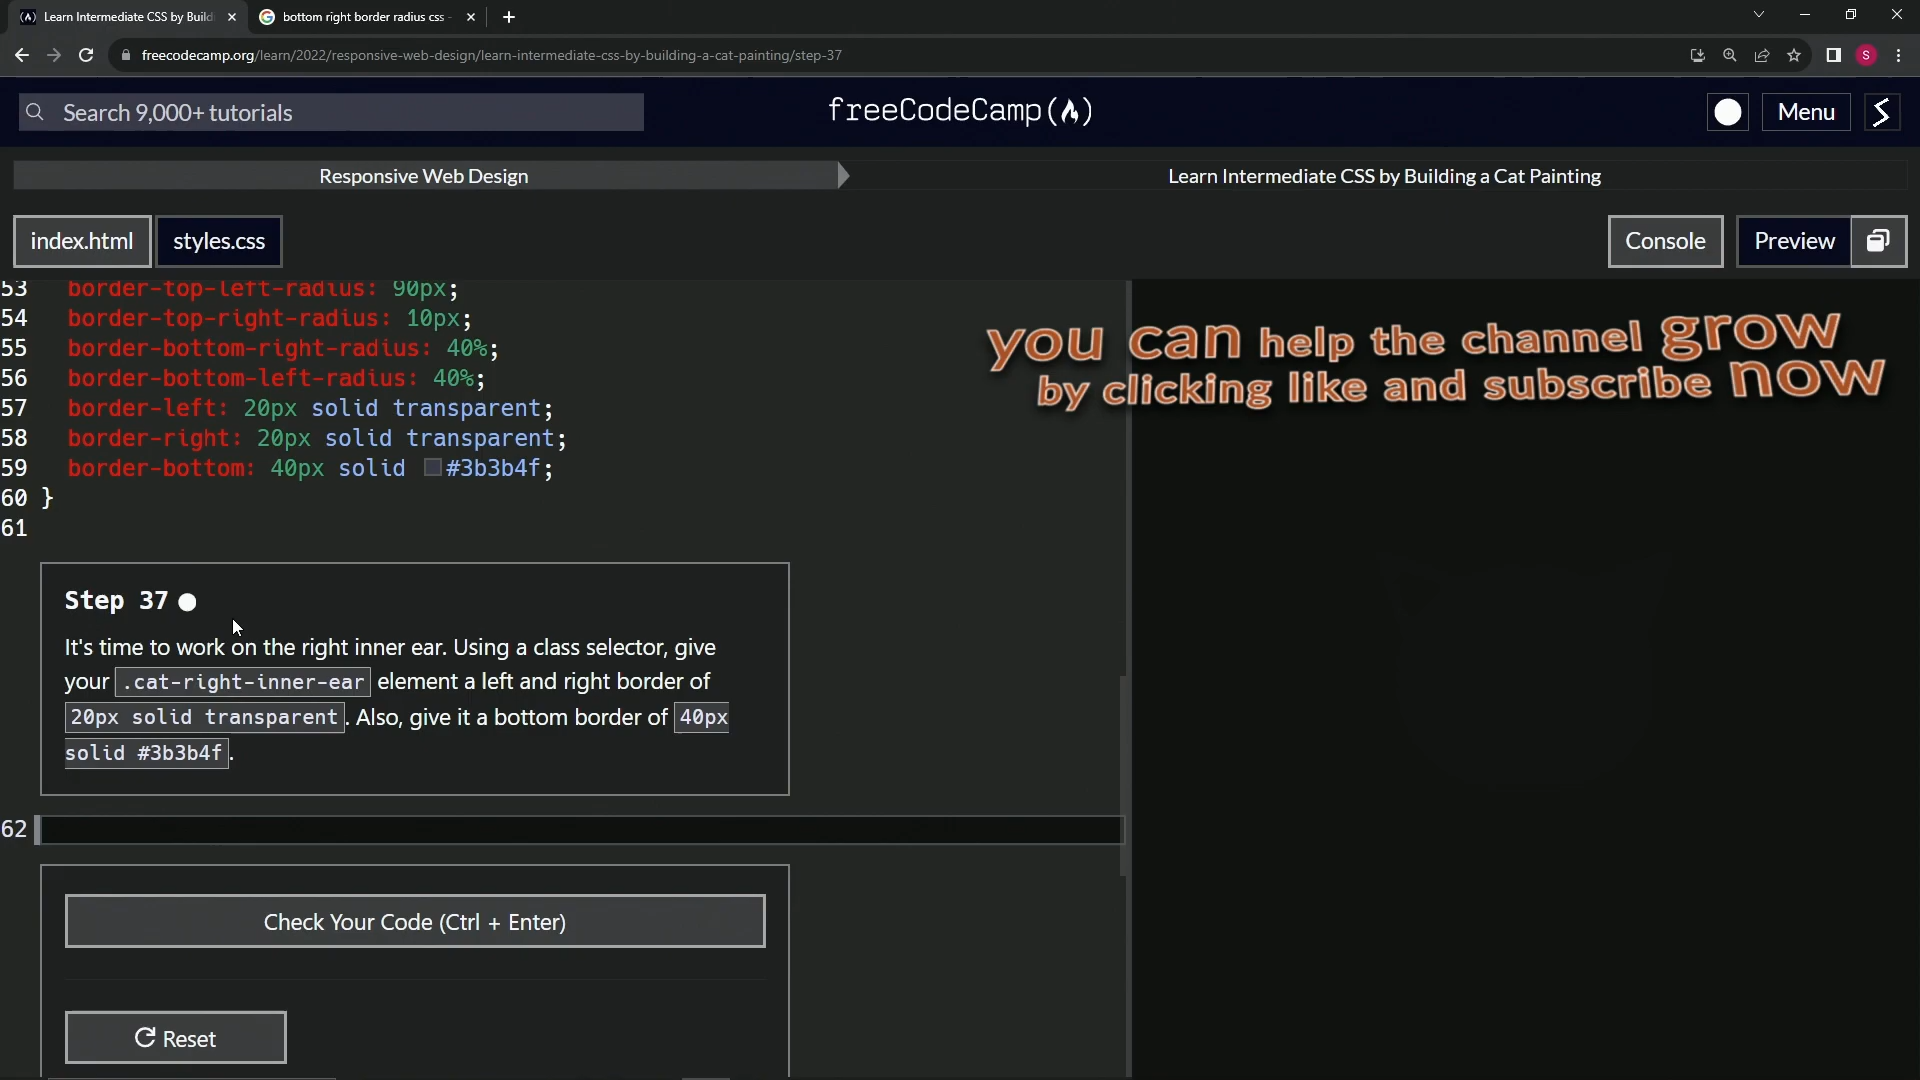 Learn Intermediate CSS by Build
bottom right border radius css -
freecodecamp.org/learn/2022/responsive-web-design/learn-intermediate-css-by-building-a-cat-painting/step-37
S
Search 9,000+ tutorials
freeCodeCamp
Menu
Responsive Web Design
Learn Intermediate CSS by Building a Cat Painting
index.html
styles.css
Console
Preview
53 border-top-left-radius: 90px;
54 border-top-right-radius: 10px;
55 border-bottom-right-radius: 40%;
56 border-bottom-left-radius: 40%;
57 border-left: 20px solid transparent;
58 border-right: 20px solid transparent;
59 border-bottom: 40px solid #3b3b4f;
60 }
61
you can help the channel grow
by clicking like and subscribe now
Step 37
It's time to work on the right inner ear. Using a class selector, give
your .cat-right-inner-ear element a left and right border of
20px solid transparent. Also, give it a bottom border of 40px
solid #3b3b4f.
62
Check Your Code (Ctrl + Enter)
Reset